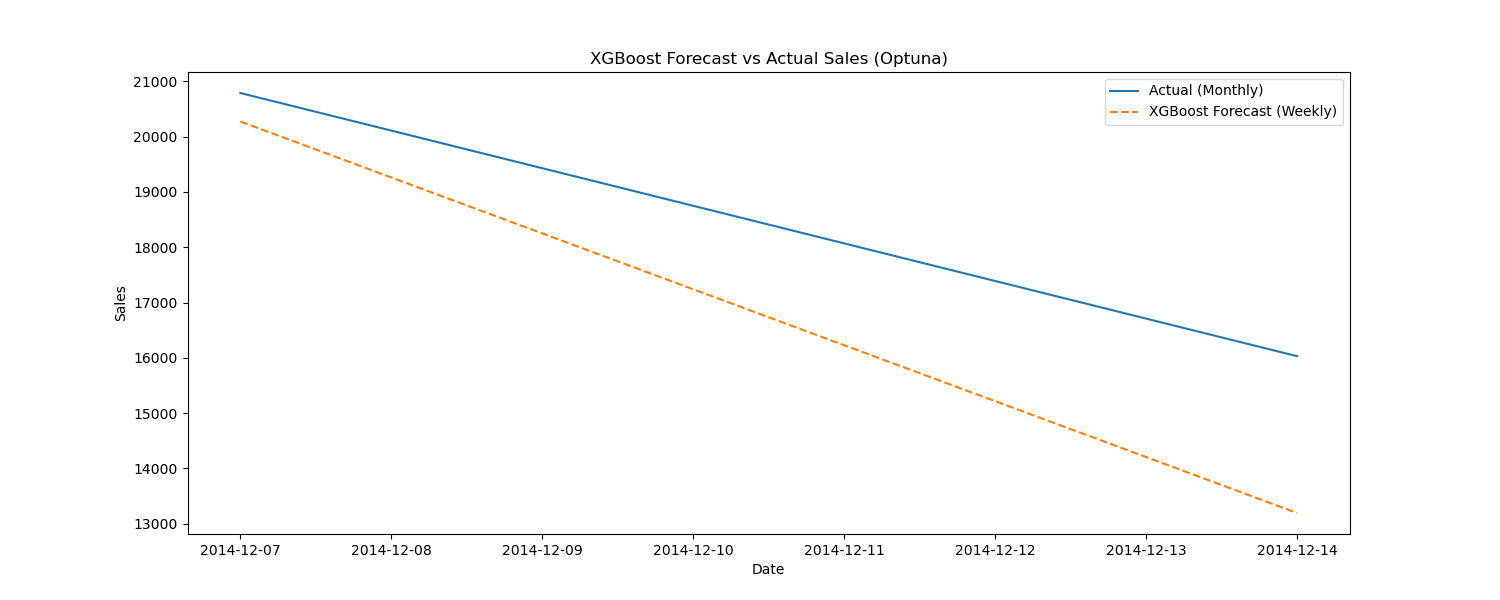 XGBoost Forecast vs Actual Sales (Optuna)
Actual (Monthly)
XGBoost Forecast (Weekly)
Sales
21000
20000
19000
18000
17000
16000
15000
14000
13000
2014-12-07 2014-12-08 2014-12-09 2014-12-10 2014-12-11 2014-12-12 2014-12-13 2014-12-14
Date